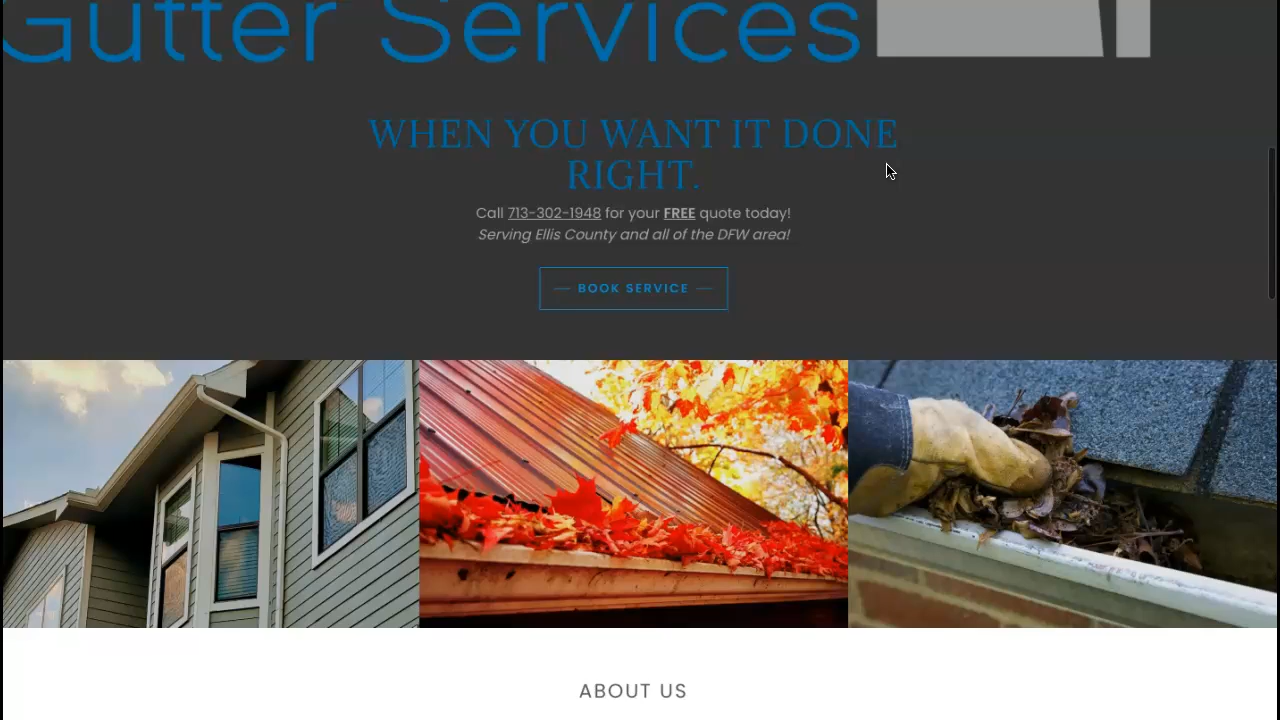 Gutter Services
WHEN YOU WANT IT DONE
RIGHT.
Call 713-302-1948 for your FREE quote today!
Serving Ellis County and all of the DFW area!
BOOK SERVICE
ABOUT US